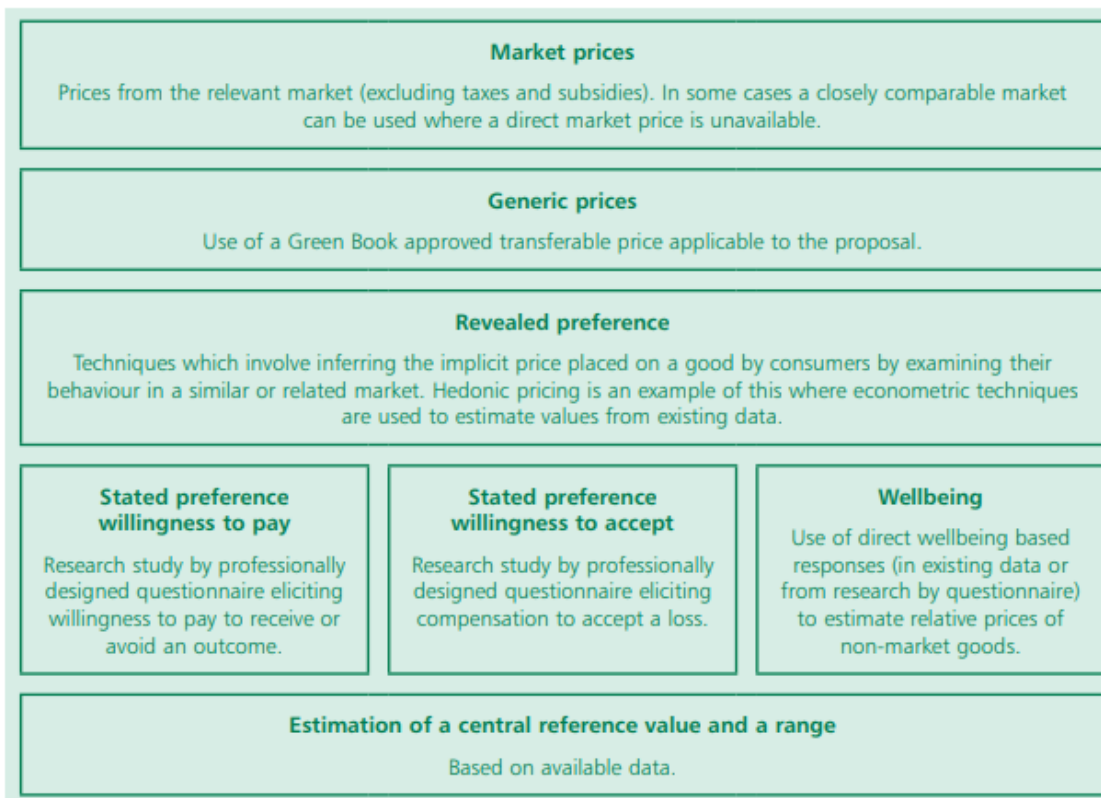 Market prices
Prices from the relevant market (excluding taxes and subsidies). In some cases a closely comparable market
can be used where a direct market price is unavailable.
Generic prices
Use of a Green Book approved transferable price applicable to the proposal.
Revealed preference
Techniques which involve inferring the implicit price placed on a good by consumers by examining their
behaviour in a similar or related market. Hedonic pricing is an example of this where econometric techniques
are used to estimate values from existing data.
Stated preference
willingness to pay
Research study by professionally
designed questionnaire eliciting
willingness to pay to receive or
avoid an outcome.
Stated preference
willingness to accept
Research study by professionally
designed questionnaire eliciting
compensation to accept a loss.
Wellbeing
Use of direct wellbeing based
responses (in existing data or
from research by questionnaire)
to estimate relative prices of
non-market goods.
Estimation of a central reference value and a range
Based on available data.